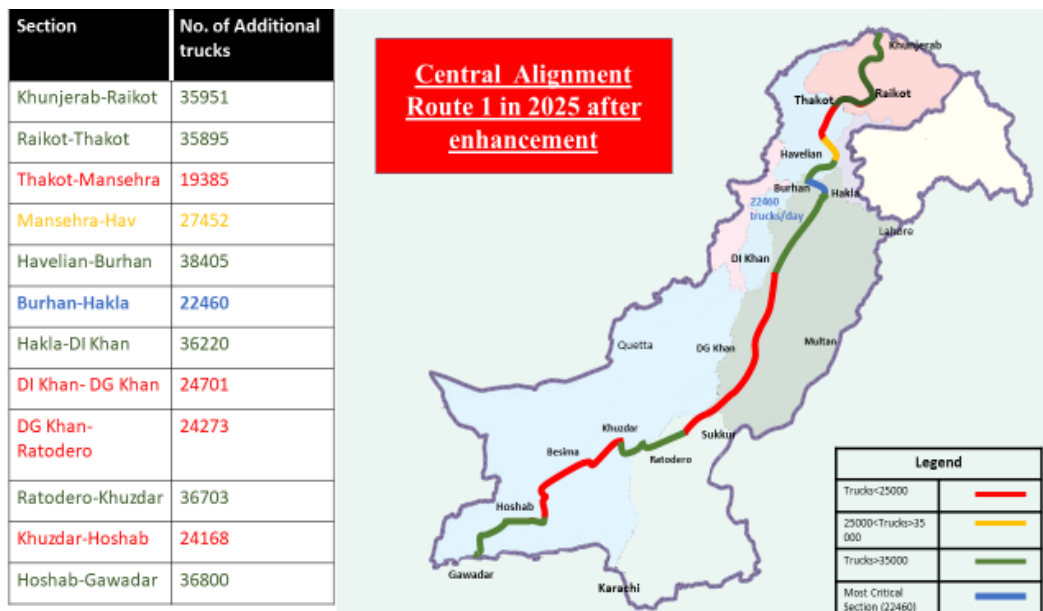 Section No. of Additional
trucks
Khunjerab-Raikot 35951
Raikot-Thakot 35895
Thakot-Mansehra 19385
Mansehra-Hav 27452
Havelian-Burhan 38405
Burhan-Hakla 22460
Hakla-DI Khan 36220
DI Khan- DG Khan 24701
DG Khan-
Ratodero 24273
Ratodero-Khuzdar 36703
Khuzdar-Hoshab 24168
Hoshab-Gawadar 36800
Central Alignment
Route 1 in 2025 after
enhancement
Khunjerab
Thakot
Raikot
Havelian
Burhan
Hakla
22460
trucks/day
Lahore
DI Khan
Quetta
DG Khan
Multan
Khuzdar
Sukkur
Besima
Ratodero
Hoshab
Gawadar
Karachi
Legend
Trucks<25000
25000<Trucks>35
000
Trucks>35000
Most Critical
Section (22460)